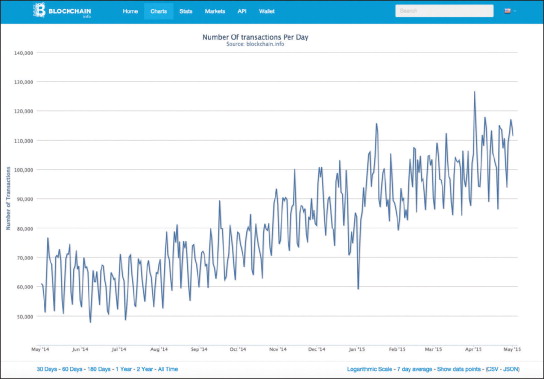 BLOCKCHAIN
info
Home Charts Stats Markets API Wallet
Search
Number Of transactions Per Day
Source: blockchain.info
140,000
130,000
120,000
110,000
100,000
90,000
80,000
70,000
60,000
50,000
Number of Transactions
May '14 Jun '14 Jul '14 Aug '14 Sep '14 Oct '14 Nov '14 Dec '14 Jan '15 Feb '15 Mar '15 Apr '15 May '15
30 Days - 60 Days - 180 Days - 1 Year - 2 Year - All Time
Logarithmic Scale - 7 day average - Show data points - (CSV - JSON)